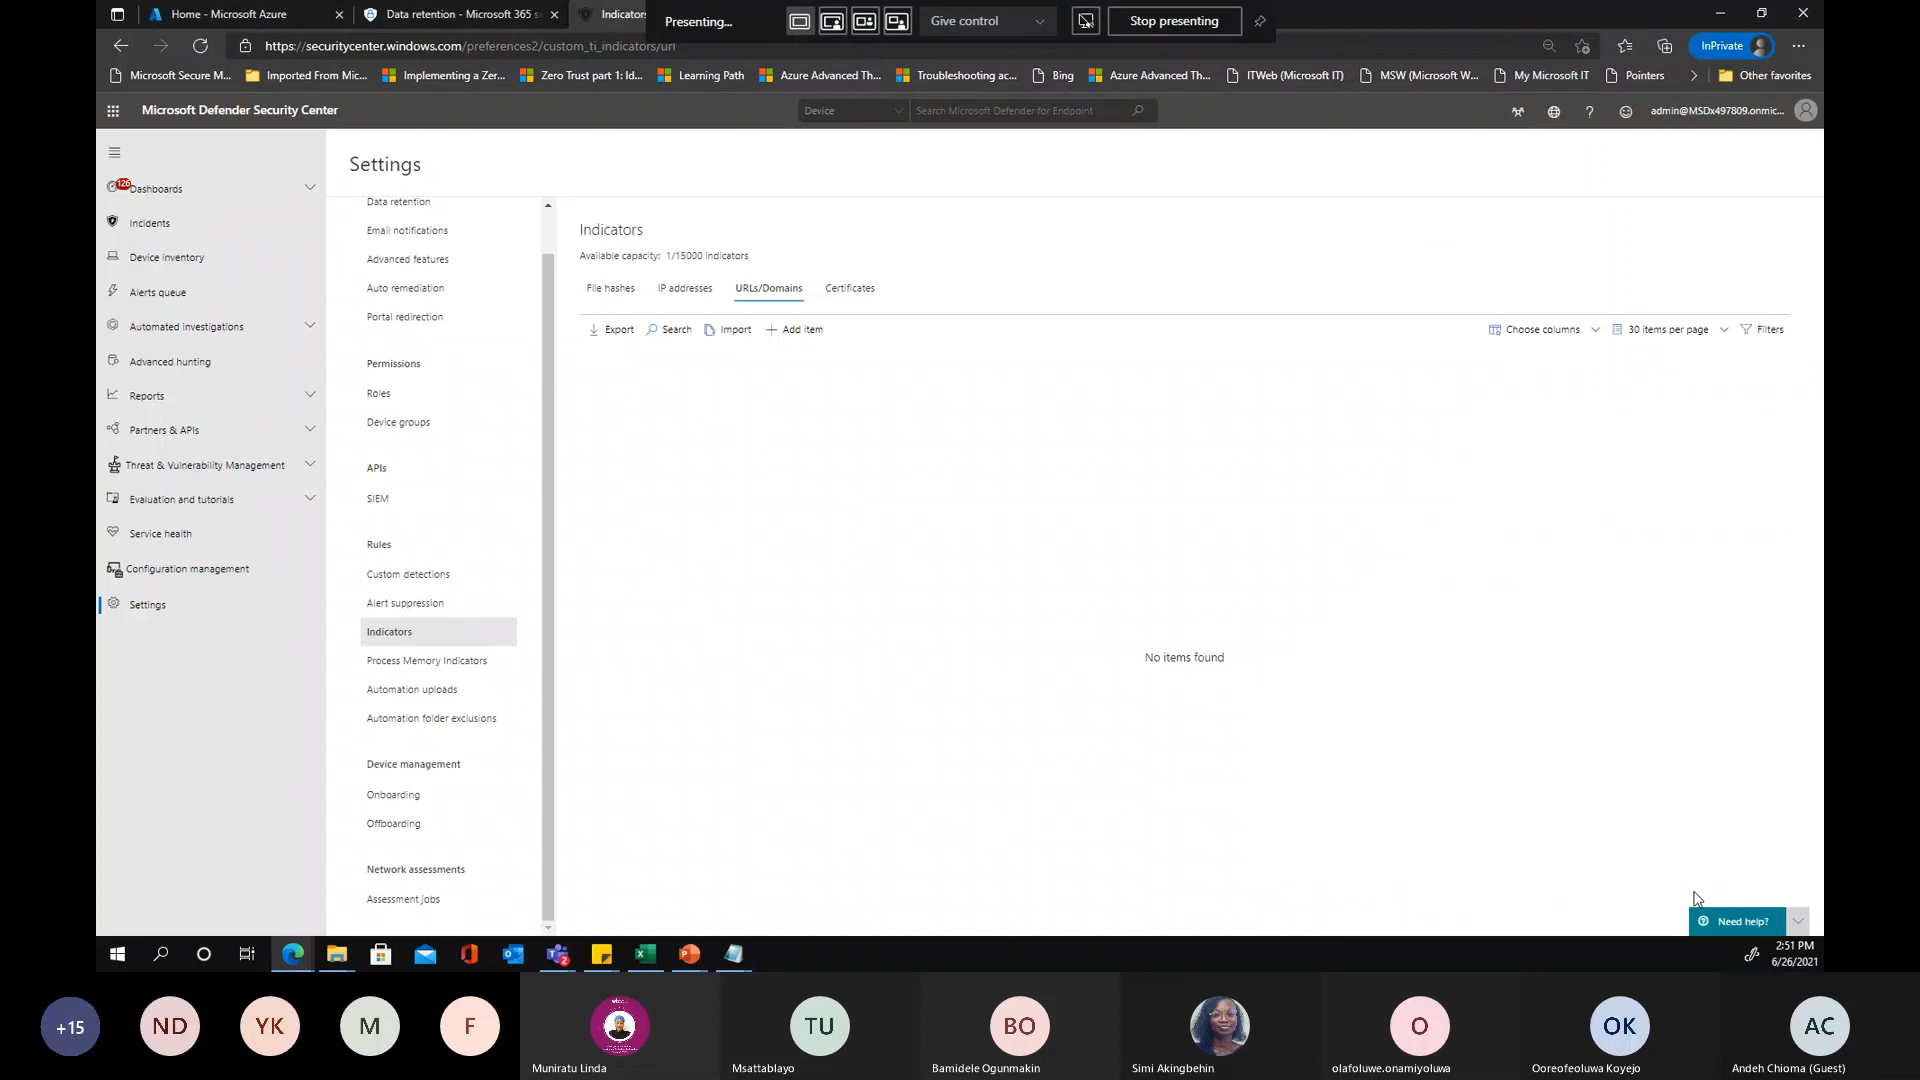 Home - Microsoft Azure
Data retention - Microsoft 365 se
Indicators
Presenting...
Give control
Stop presenting
https://securitycenter.windows.com/preferences2/custom_ti_indicators/url
InPrivate
Microsoft Secure M...
Imported From Mic...
Implementing a Zer...
Zero Trust part 1: Id...
Learning Path
Azure Advanced Th...
Troubleshooting ac...
Bing
Azure Advanced Th...
ITWeb (Microsoft IT)
MSW (Microsoft W...
My Microsoft IT
Pointers
Other favorites
Microsoft Defender Security Center
Device
Search Microsoft Defender for Endpoint
admin@MSDx497809.onmic...
126
Dashboards
Incidents
Device inventory
Alerts queue
Automated investigations
Advanced hunting
Reports
Partners & APIs
Threat & Vulnerability Management
Evaluation and tutorials
Service health
Configuration management
Settings
Settings
Data retention
Email notifications
Advanced features
Auto remediation
Portal redirection
Permissions
Roles
Device groups
APIs
SIEM
Rules
Custom detections
Alert suppression
Indicators
Process Memory Indicators
Automation uploads
Automation folder exclusions
Device management
Onboarding
Offboarding
Network assessments
Assessment jobs
Indicators
Available capacity: 1/15000 indicators
File hashes
IP addresses
URLs/Domains
Certificates
Export
Search
Import
Add item
Choose columns
30 items per page
Filters
No items found
Need help?
2:51 PM
6/26/2021
+15
ND
YK
M
F
Muniratu Linda
TU
Msattablayo
BO
Bamidele Ogunmakin
Simi Akingbehin
O
olafoluwe.onamiyoluwa
OK
Ooreofeoluwa Koyejo
AC
Andeh Chioma (Guest)